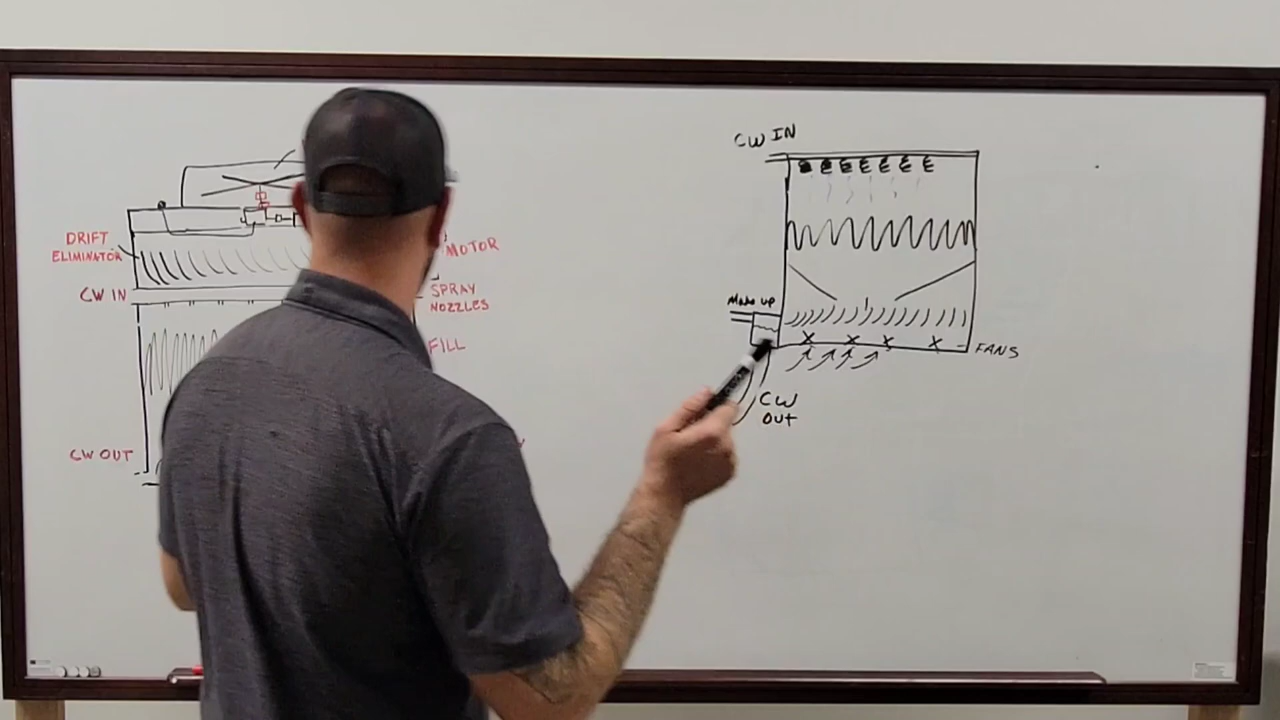 DRIFT
ELIMINATOR
CW IN
CW OUT
MOTOR
SPRAY
NOZZLES
FILL
CW IN
Make up
CW
OUT
FANS